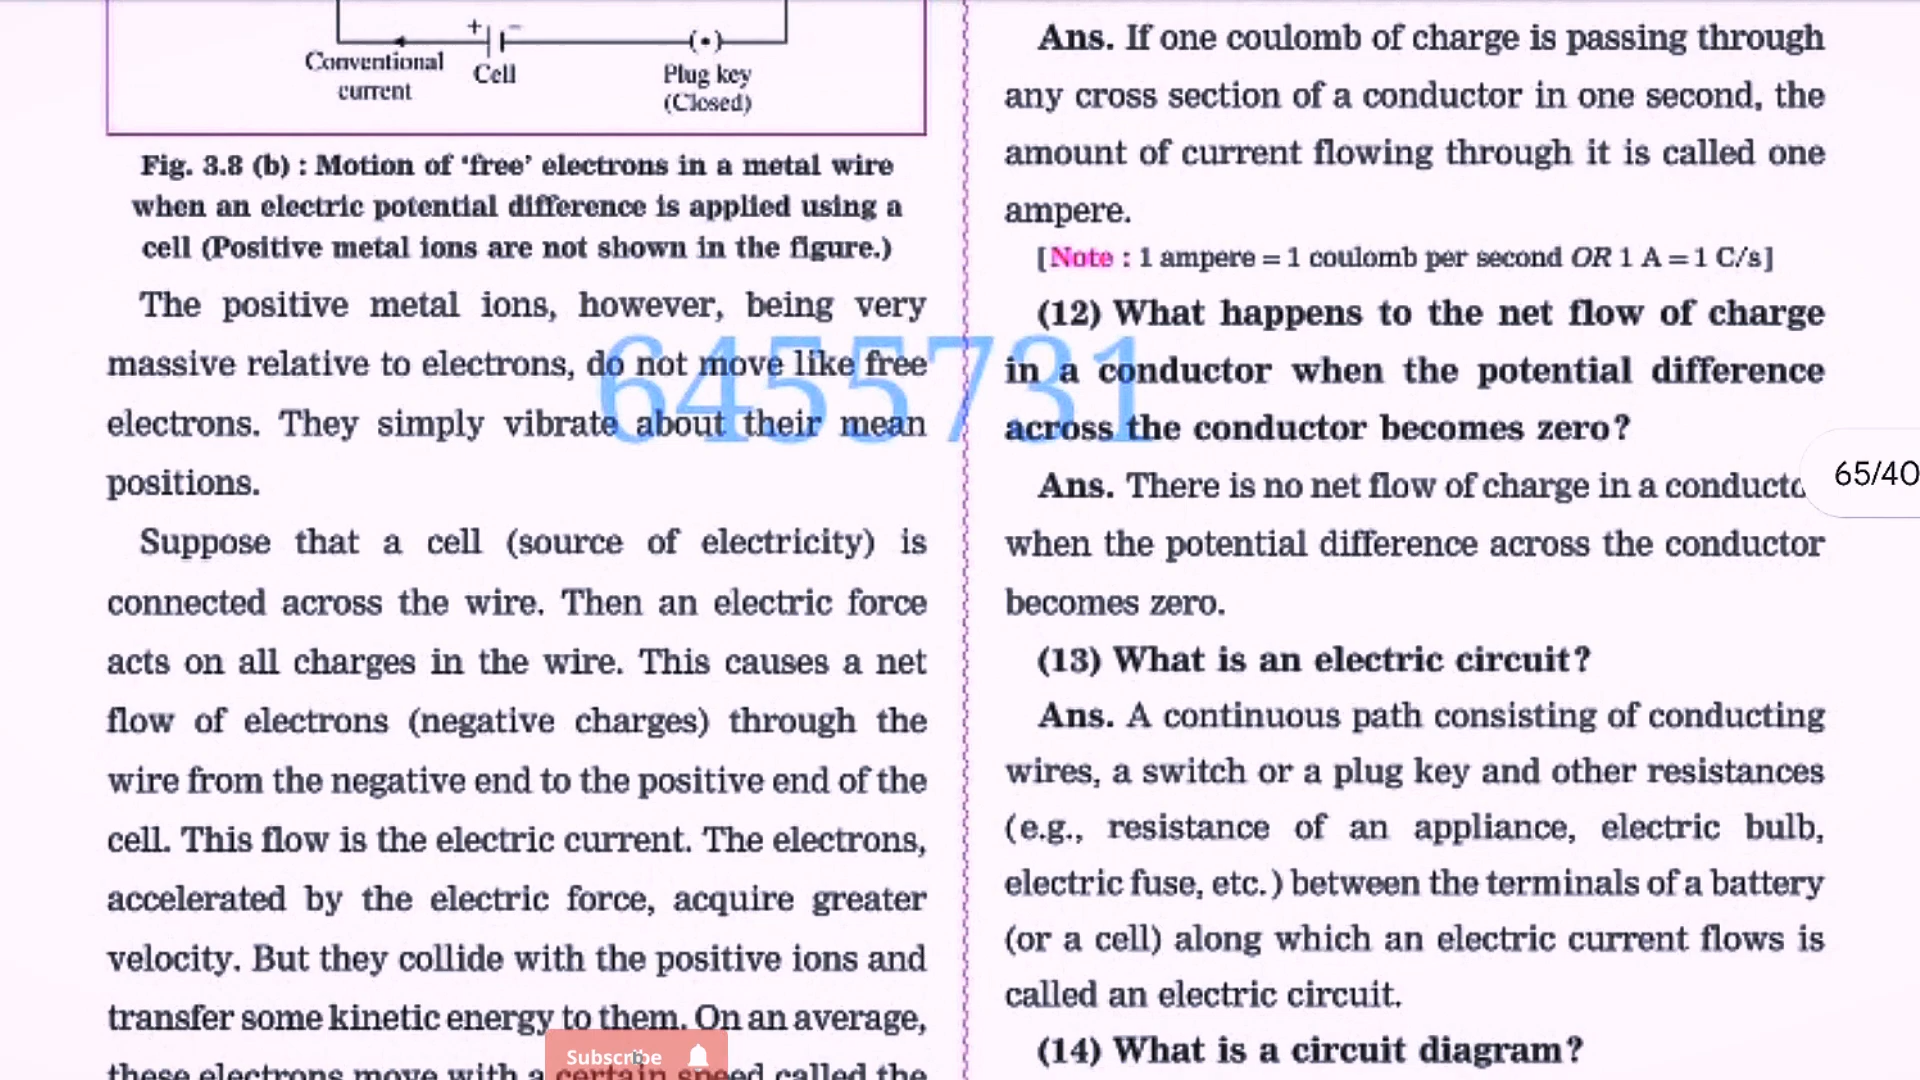 + −
Conventional
current
Cell
Plug key
(Closed)
Fig. 3.8 (b) : Motion of 'free' electrons in a metal wire
when an electric potential difference is applied using a
cell (Positive metal ions are not shown in the figure.)
The positive metal ions, however, being very
massive relative to electrons, do not move like free
electrons. They simply vibrate about their mean
positions.
Suppose that a cell (source of electricity) is
connected across the wire. Then an electric force
acts on all charges in the wire. This causes a net
flow of electrons (negative charges) through the
wire from the negative end to the positive end of the
cell. This flow is the electric current. The electrons,
accelerated by the electric force, acquire greater
velocity. But they collide with the positive ions and
transfer some kinetic energy to them. On an average,
these electrons move with a certain speed called the
Ans. If one coulomb of charge is passing through
any cross section of a conductor in one second, the
amount of current flowing through it is called one
ampere.
[Note : 1 ampere = 1 coulomb per second OR 1 A = 1 C/s]
(12) What happens to the net flow of charge
in a conductor when the potential difference
across the conductor becomes zero?
Ans. There is no net flow of charge in a conducto
when the potential difference across the conductor
becomes zero.
(13) What is an electric circuit?
Ans. A continuous path consisting of conducting
wires, a switch or a plug key and other resistances
(e.g., resistance of an appliance, electric bulb,
electric fuse, etc.) between the terminals of a battery
(or a cell) along which an electric current flows is
called an electric circuit.
(14) What is a circuit diagram?
6455731
65/40
Subscribe